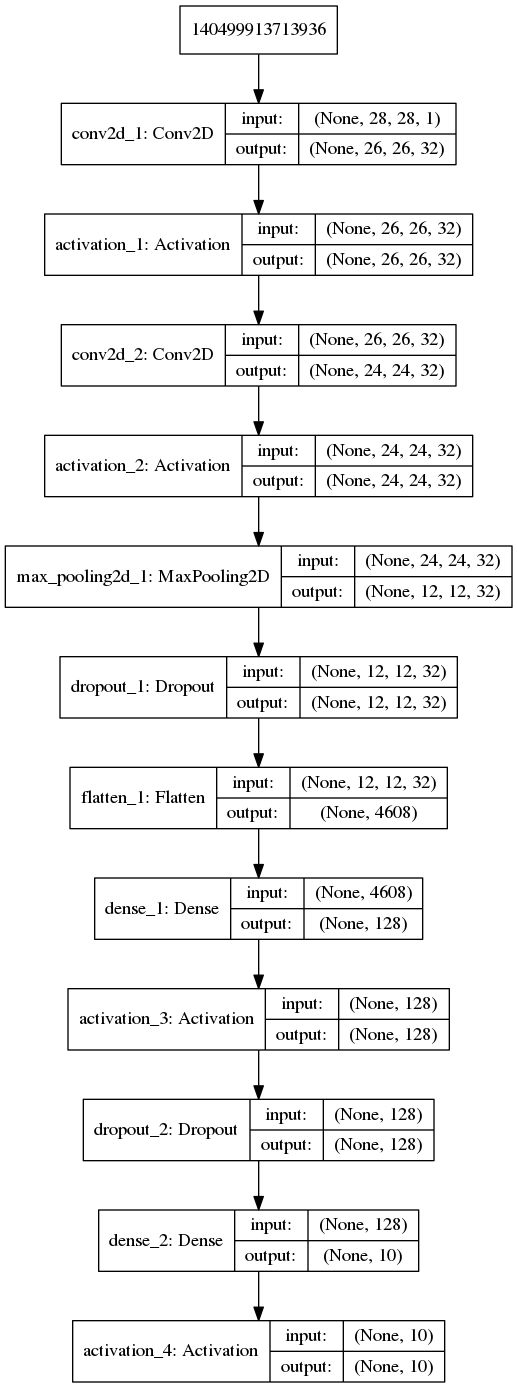 140499913713936
conv2d_1: Conv2D
input:
(None, 28, 28, 1)
output:
(None, 26, 26, 32)
activation_1: Activation
input:
(None, 26, 26, 32)
output:
(None, 26, 26, 32)
conv2d_2: Conv2D
input:
(None, 26, 26, 32)
output:
(None, 24, 24, 32)
activation_2: Activation
input:
(None, 24, 24, 32)
output:
(None, 24, 24, 32)
max_pooling2d_1: MaxPooling2D
input:
(None, 24, 24, 32)
output:
(None, 12, 12, 32)
dropout_1: Dropout
input:
(None, 12, 12, 32)
output:
(None, 12, 12, 32)
flatten_1: Flatten
input:
(None, 12, 12, 32)
output:
(None, 4608)
dense_1: Dense
input:
(None, 4608)
output:
(None, 128)
activation_3: Activation
input:
(None, 128)
output:
(None, 128)
dropout_2: Dropout
input:
(None, 128)
output:
(None, 128)
dense_2: Dense
input:
(None, 128)
output:
(None, 10)
activation_4: Activation
input:
(None, 10)
output:
(None, 10)